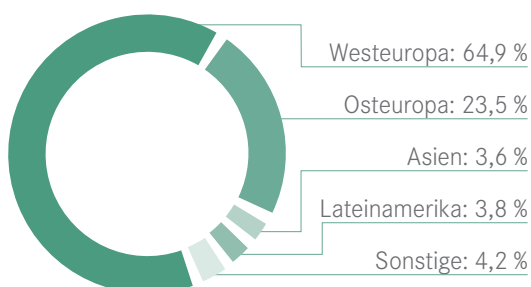 Westeuropa: 64,9 %
Osteuropa: 23,5 %
Asien: 3,6 %
Lateinamerika: 3,8 %
Sonstige: 4,2 %